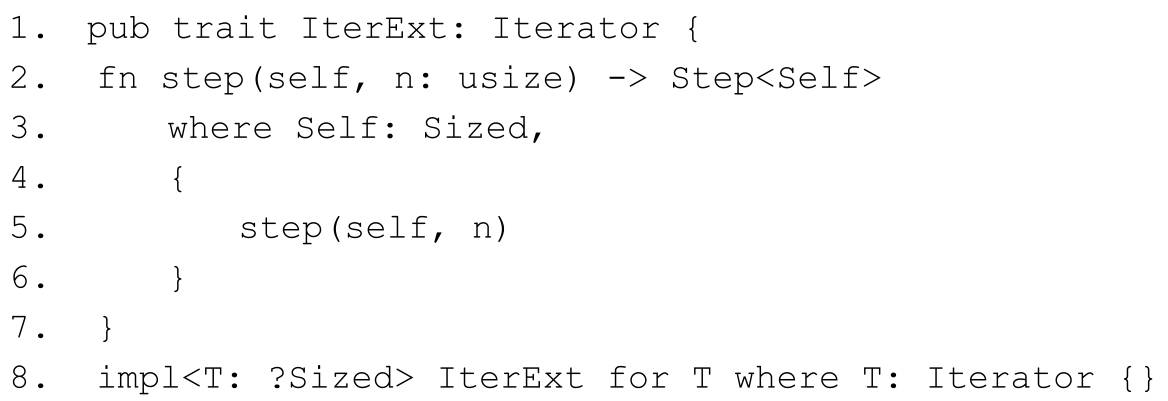 1. pub trait IterExt: Iterator {
2. fn step(self, n: usize) -> Step<Self>
3. where Self: Sized,
4. {
5. step(self, n)
6. }
7. }
8. impl<T: ?Sized> IterExt for T where T: Iterator {}